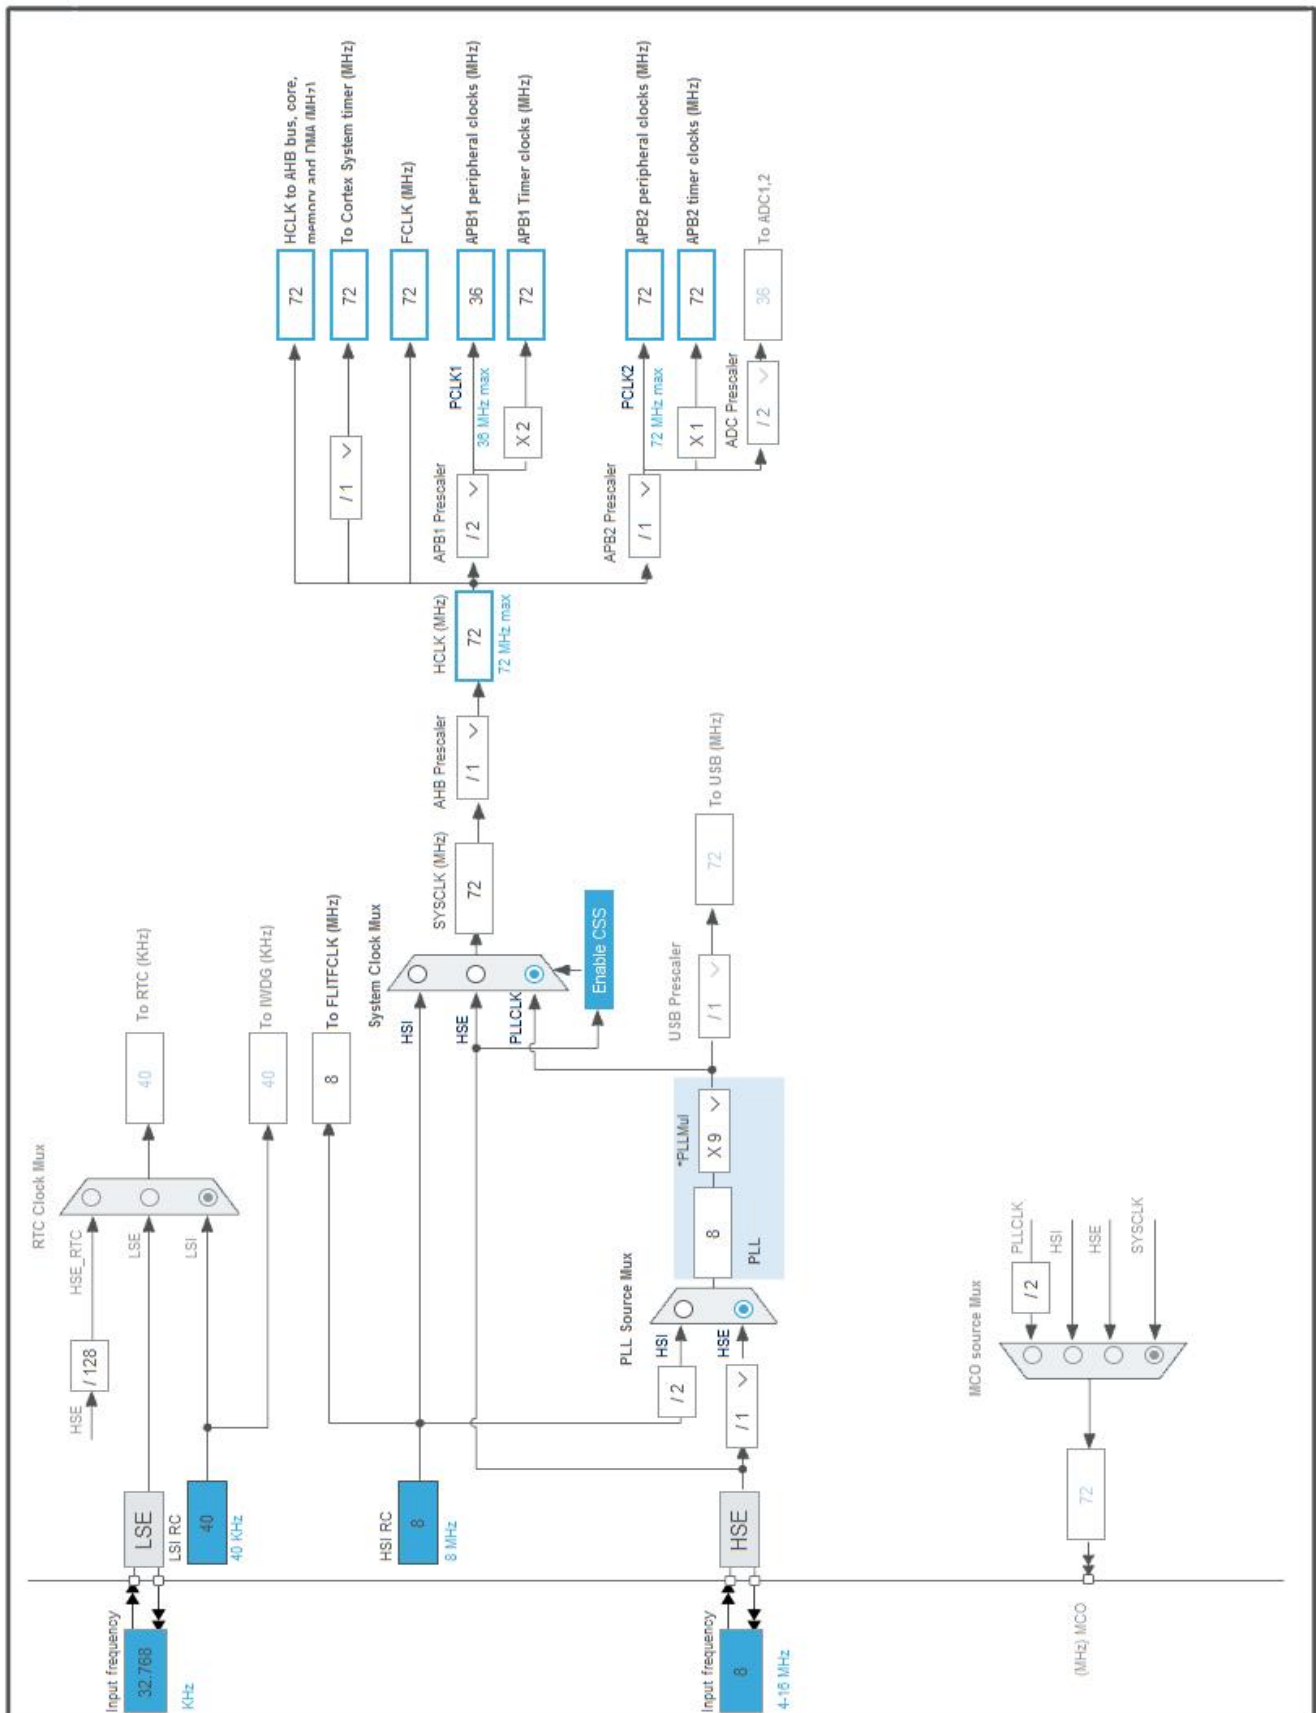 RTC Clock Mux
HSE
/ 128
HSE_RTC
To RTC (KHz)
40
Input frequency
32.768
KHz
LSE
LSE
LSI RC
40
40 KHz
LSI
40
To IWDG (KHz)
8
To FLITFCLK (MHz)
HSI RC
8
8 MHz
System Clock Mux
HSI
HSE
PLLCLK
Enable CSS
SYSCLK (MHz)
72
AHB Prescaler
/ 1
HCLK (MHz)
72
72 MHz max
72
HCLK to AHB bus, core,
memory and DMA (MHz)
/ 1
72
To Cortex System timer (MHz)
72
FCLK (MHz)
APB1 Prescaler
/ 2
PCLK1
36 MHz max
36
APB1 peripheral clocks (MHz)
X 2
72
APB1 Timer clocks (MHz)
APB2 Prescaler
/ 1
PCLK2
72 MHz max
72
APB2 peripheral clocks (MHz)
X 1
72
APB2 timer clocks (MHz)
ADC Prescaler
/ 2
36
To ADC1,2
PLL Source Mux
/ 2
HSI
Input frequency
8
4-16 MHz
HSE
/ 1
HSE
8
*PLLMul
X 9
PLL
USB Prescaler
/ 1
72
To USB (MHz)
MCO source Mux
/ 2
PLLCLK
HSI
HSE
SYSCLK
72
(MHz) MCO